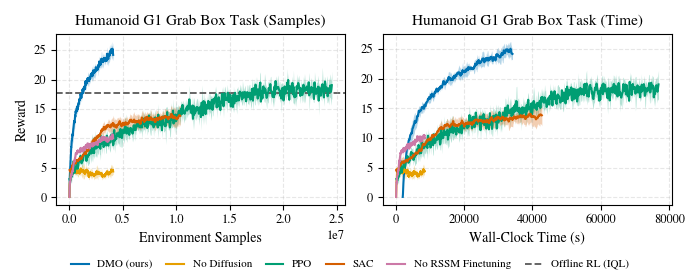 Humanoid G1 Grab Box Task (Samples)
Humanoid G1 Grab Box Task (Time)
Reward
25
20
15
10
5
0
25
20
15
10
5
0
0.0 0.5 1.0 1.5 2.0 2.5
1e7
0 20000 40000 60000 80000
Environment Samples
Wall-Clock Time (s)
DMO (ours) No Diffusion PPO SAC No RSSM Finetuning Offline RL (IQL)